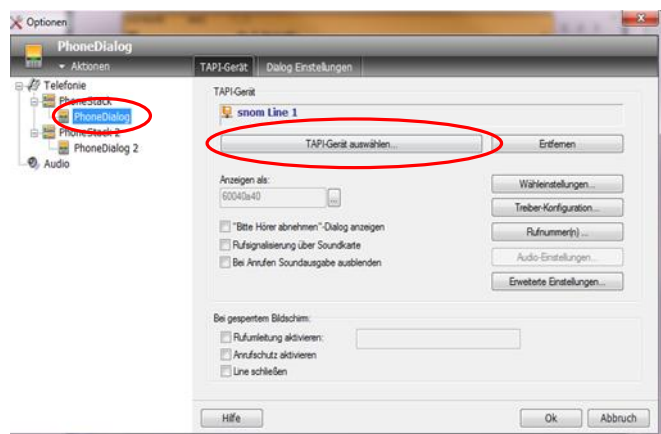 Optionen
PhoneDialog
Aktionen
TAPI-Gerät Dialog Einstellungen
Telefonie
PhoneStack
PhoneDialog
PhoneStack 2
PhoneDialog 2
Audio
TAPI-Gerät
snom Line 1
TAPI-Gerät auswählen... Entfernen
Anzeigen als:
60040a40 ...
Wähleinstellungen...
Treiber-Konfiguration...
"Bitte Hörer abnehmen"-Dialog anzeigen
Rufnummer(n) ...
Rufsignalisierung über Soundkarte
Bei Anrufen Soundausgabe ausblenden
Audio-Einstellungen...
Erweiterte Einstellungen...
Bei gesperrtem Bildschirm:
Rufumleitung aktivieren:
Anrufschutz aktivieren
Line schließen
Hilfe Ok Abbruch